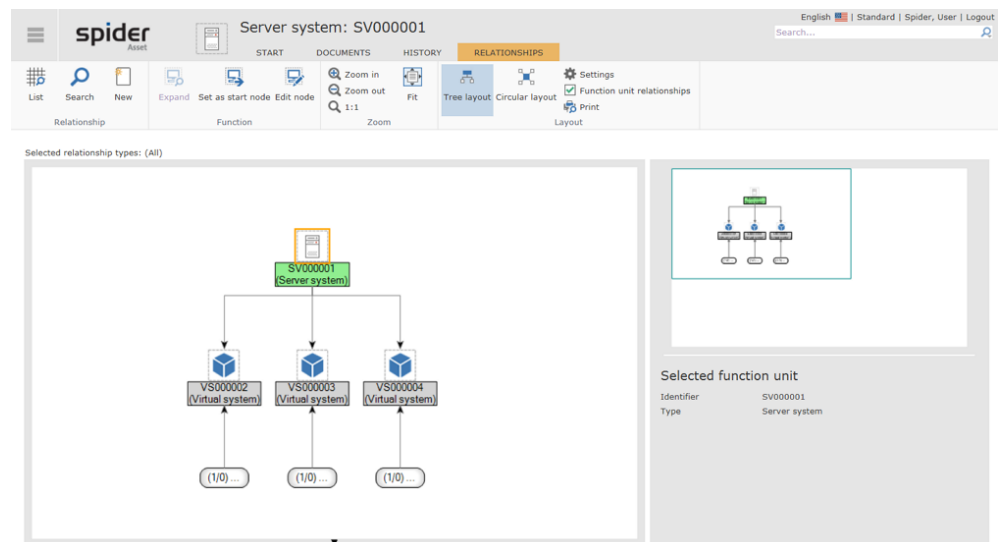 English | Standard | Spider, User | Logout
spider
Asset
Server system: SV000001
Search...
START DOCUMENTS HISTORY RELATIONSHIPS
List Search New
Relationship
Expand Set as start node Edit node
Function
Zoom in
Zoom out
1:1
Fit
Zoom
Tree layout Circular layout
Settings
Function unit relationships
Print
Layout
Selected relationship types: (All)
SV000001
(Server system)
VS000002
(Virtual system)
VS000003
(Virtual system)
VS000004
(Virtual system)
(1/0) ...
(1/0) ...
(1/0) ...
Selected function unit
Identifier SV000001
Type Server system